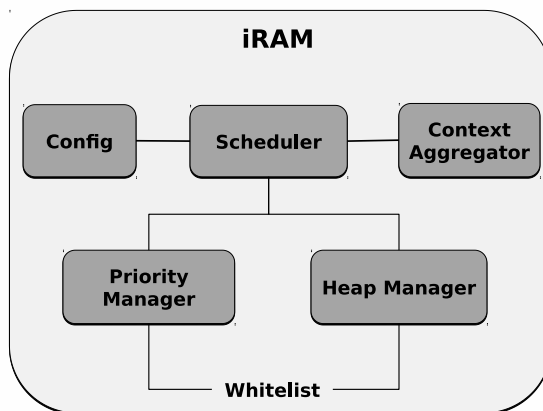 iRAM
Config
Scheduler
Context
Aggregator
Priority
Manager
Heap Manager
Whitelist